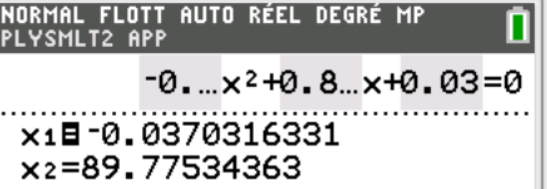 NORMAL FLOTT AUTO RÉEL DEGRÉ MP
PLYSMLT2 APP
⁻0.…x²+0.8…x+0.03=0
x₁=⁻0.0370316331
x₂=89.77534363